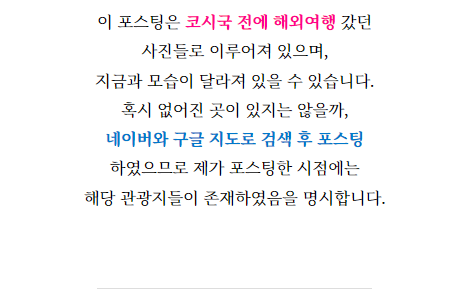 이 포스팅은 코시국 전에 해외여행 갔던
사진들로 이루어져 있으며,
지금과 모습이 달라져 있을 수 있습니다.
혹시 없어진 곳이 있지는 않을까,
네이버와 구글 지도로 검색 후 포스팅
하였으므로 제가 포스팅한 시점에는
해당 관광지들이 존재하였음을 명시합니다.